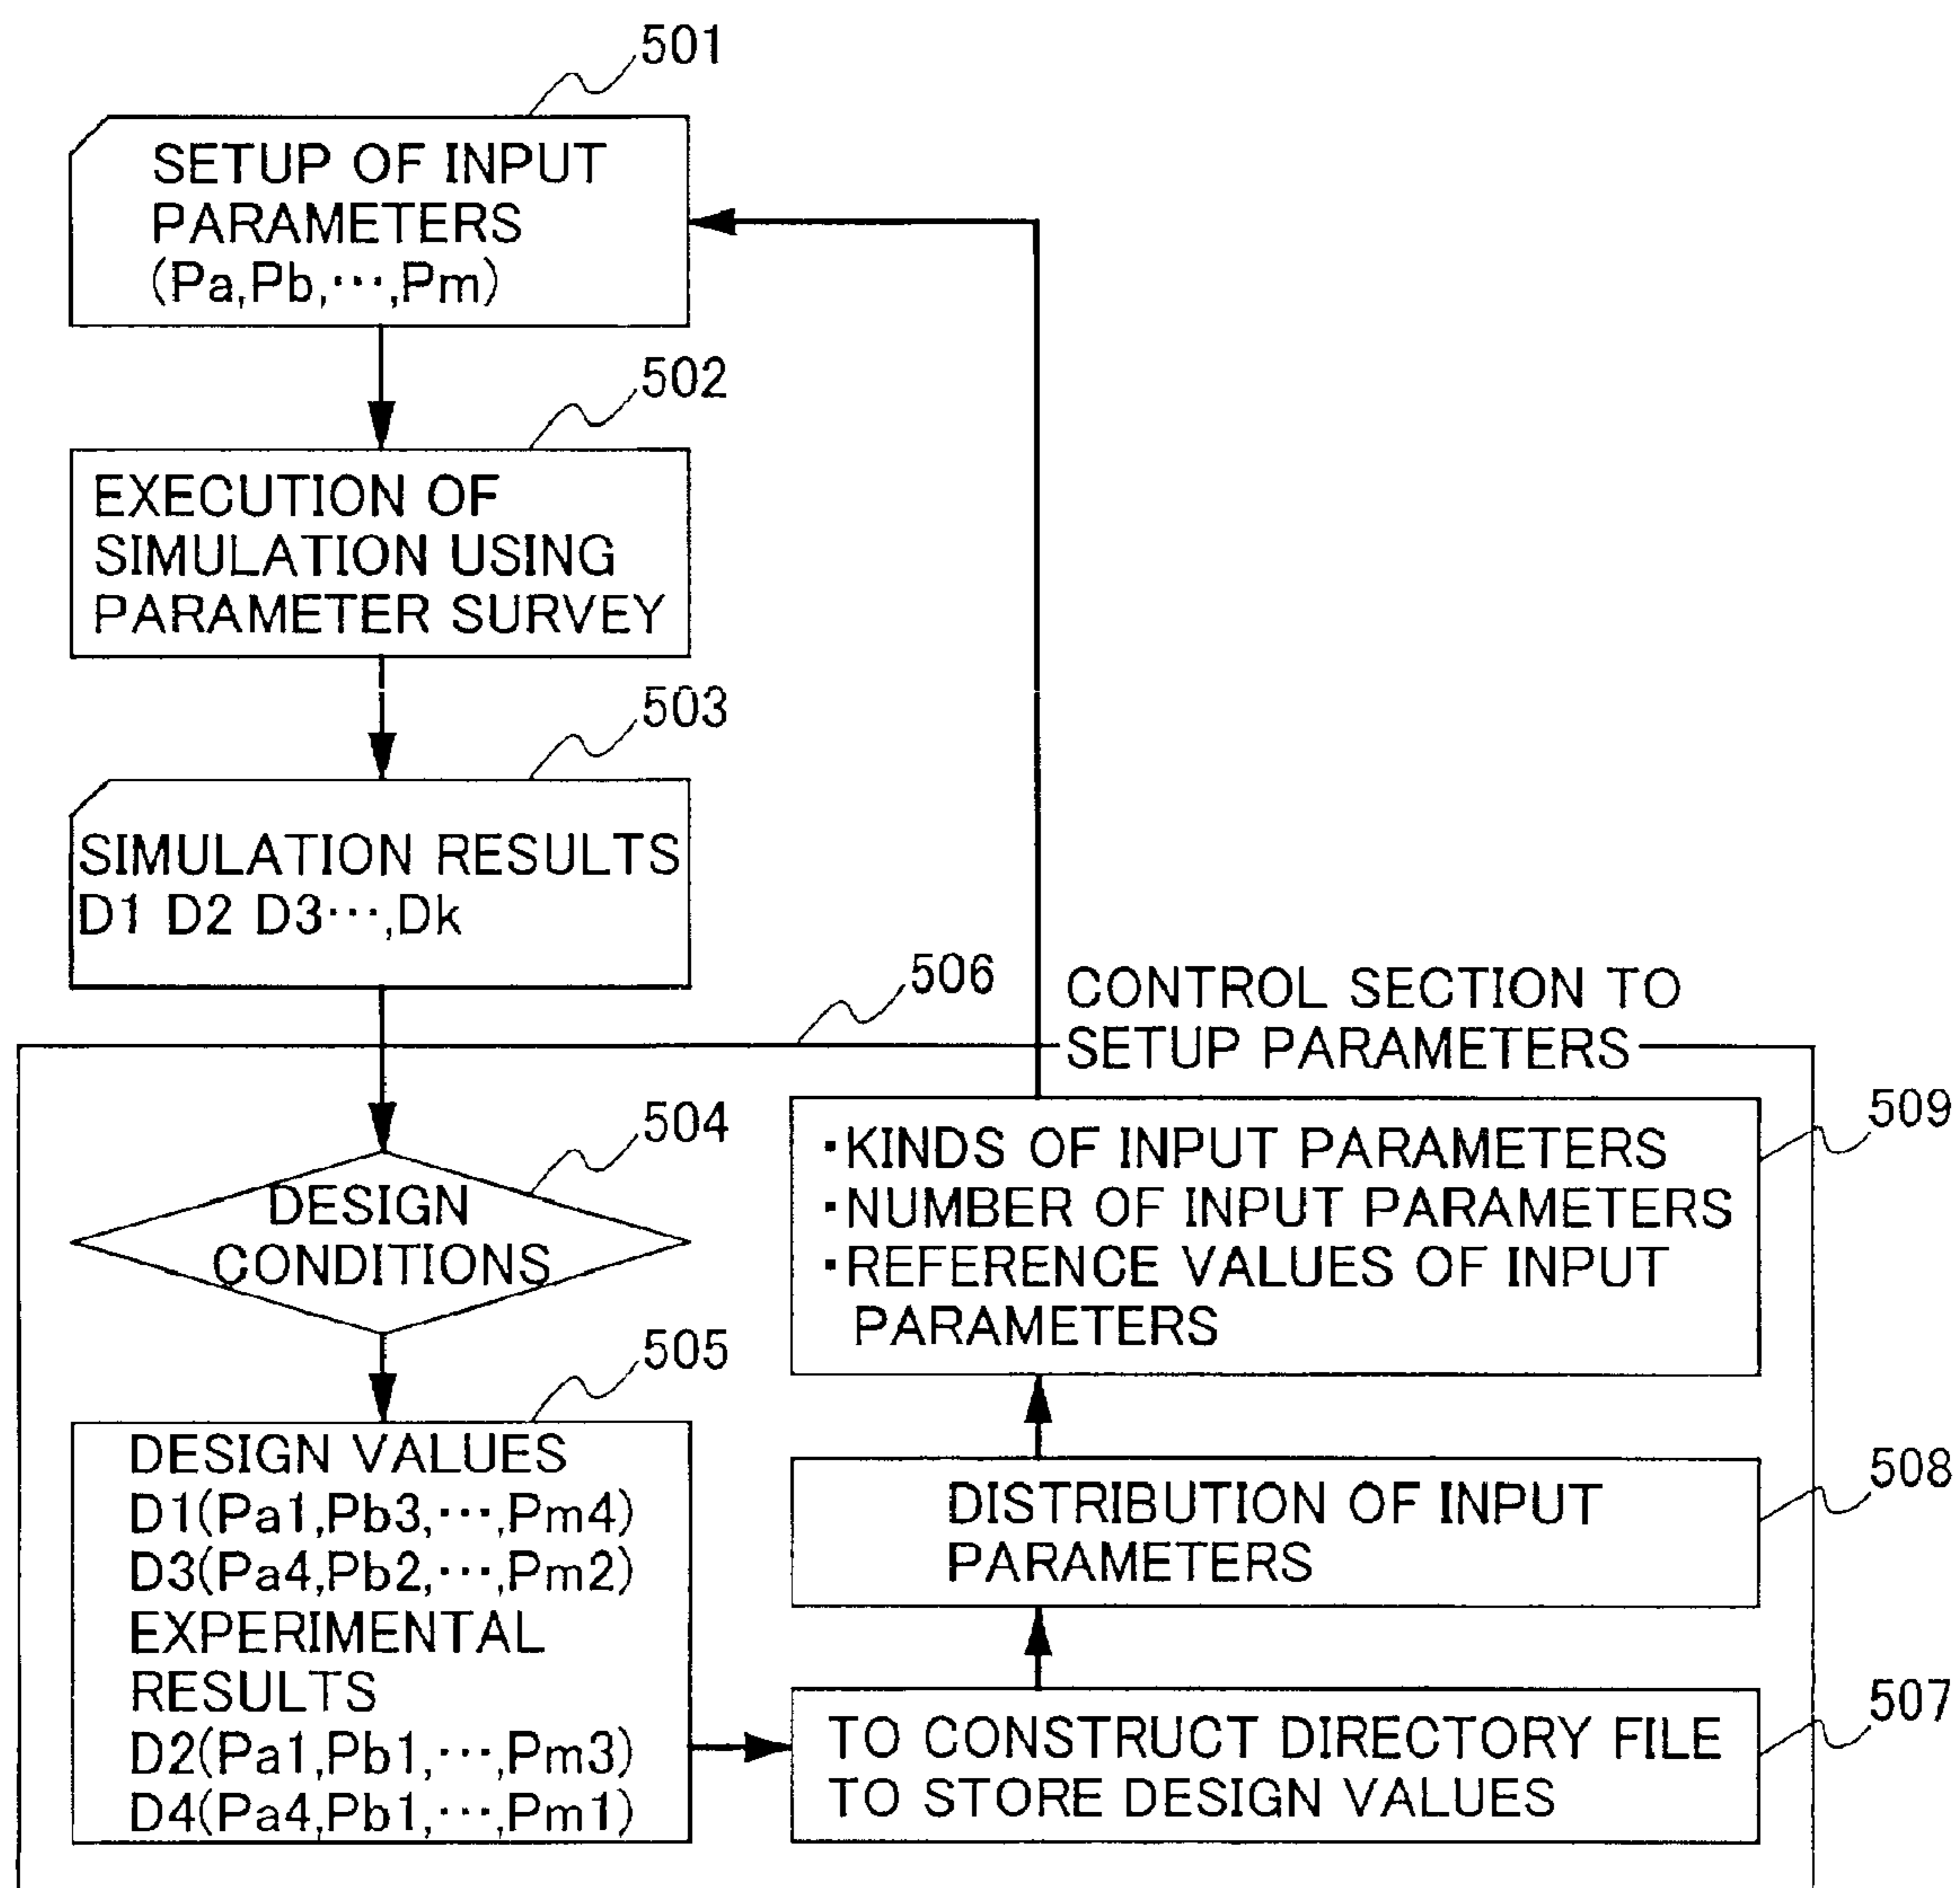 501
SETUP OF INPUT
PARAMETERS
(Pa,Pb,···,Pm)
502
EXECUTION OF
SIMULATION USING
PARAMETER SURVEY
503
SIMULATION RESULTS
D1 D2 D3···,Dk
506
CONTROL SECTION TO
SETUP PARAMETERS
504
DESIGN
CONDITIONS
505
DESIGN VALUES
D1(Pa1,Pb3,···,Pm4)
D3(Pa4,Pb2,···,Pm2)
EXPERIMENTAL
RESULTS
D2(Pa1,Pb1,···,Pm3)
D4(Pa4,Pb1,···,Pm1)
509
·KINDS OF INPUT PARAMETERS
·NUMBER OF INPUT PARAMETERS
·REFERENCE VALUES OF INPUT
PARAMETERS
508
DISTRIBUTION OF INPUT
PARAMETERS
507
TO CONSTRUCT DIRECTORY FILE
TO STORE DESIGN VALUES